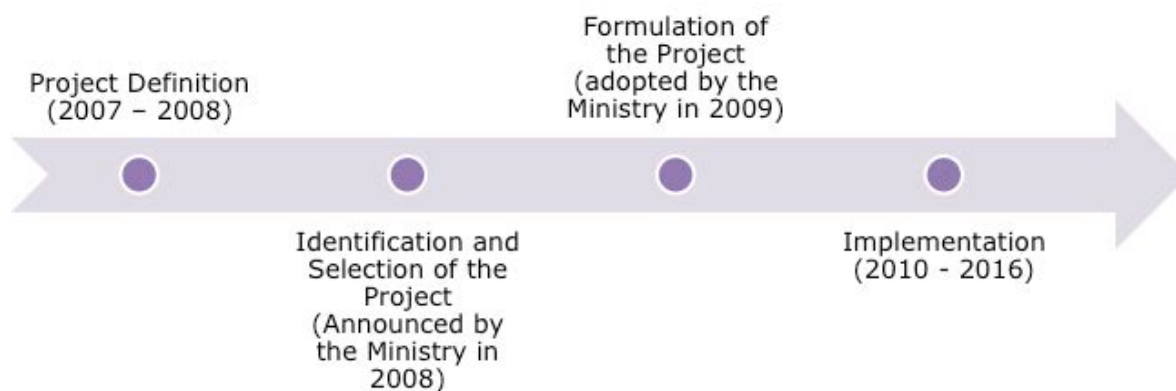 Project Definition
(2007 – 2008)
Identification and
Selection of the
Project
(Announced by
the Ministry in
2008)
Formulation of
the Project
(adopted by the
Ministry in 2009)
Implementation
(2010 - 2016)